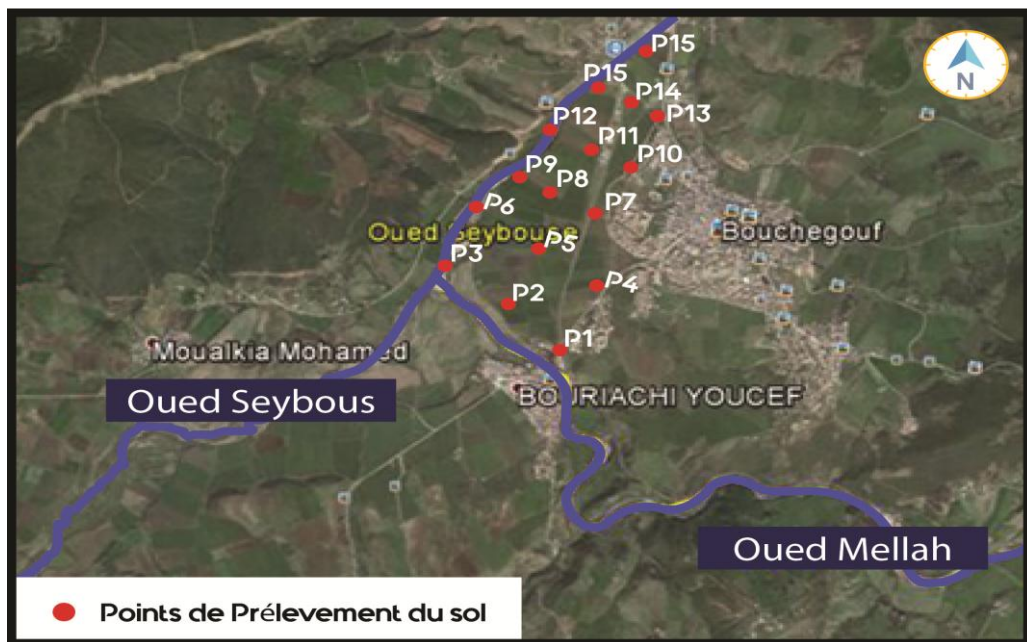 P15
N
P15
P14
P13
P12
P11
P10
P9
P8
P6
P7
Oued Seybouse
Bouchegouf
P5
P3
P4
P2
P1
Moualkia Mohamed
BOURIACHI YOUCEF
Oued Seybous
Oued Mellah
Points de Prélevement du sol